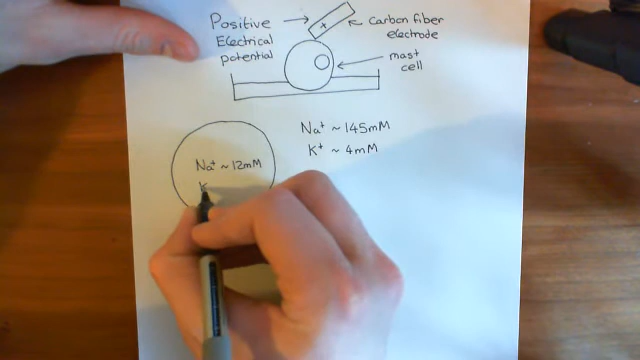 Positive
Electrical
potential
+
Carbon fiber
electrode
mast
cell
Na+ ~ 145mM
K+ ~ 4mM
Na+ ~ 12mM
K